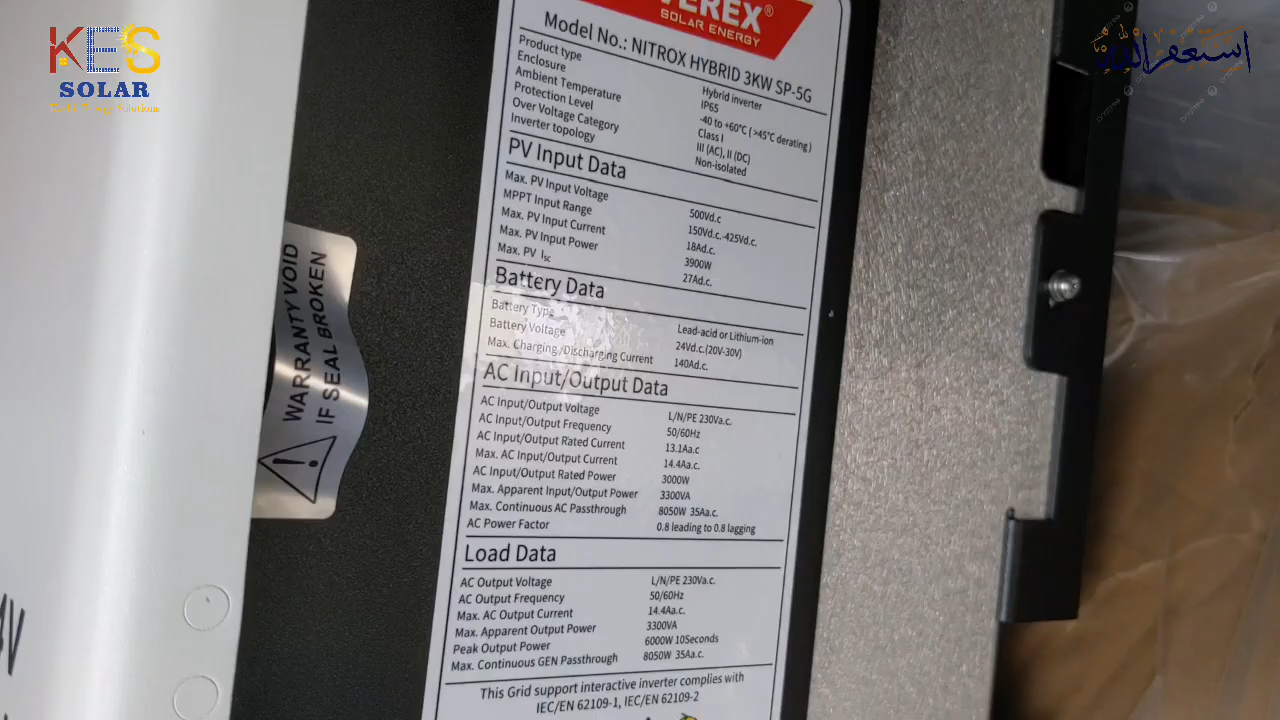 KES
SOLAR
VEREX®
SOLAR ENERGY
استغفر الله
Model No.: NITROX HYBRID 3KW SP-5G
Product type Hybrid inverter
Enclosure IP65
Ambient Temperature -40 to +60°C ( >45°C derating )
Protection Level Class I
Over Voltage Category III (AC), II (DC)
Inverter topology Non-isolated
PV Input Data
Max. PV Input Voltage 500Vd.c
MPPT Input Range 150Vd.c.-425Vd.c.
Max. PV Input Current 18Ad.c.
Max. PV Input Power 3900W
Max. PV Isc 27Ad.c.
Battery Data
Battery Type Lead-acid or Lithium-ion
Battery Voltage 24Vd.c.(20V-30V)
Max. Charging/Discharging Current 140Ad.c.
AC Input/Output Data
AC Input/Output Voltage L/N/PE 230Va.c.
AC Input/Output Frequency 50/60Hz
AC Input/Output Rated Current 13.1Aa.c
Max. AC Input/Output Current 14.4Aa.c.
AC Input/Output Rated Power 3000W
Max. Apparent Input/Output Power 3300VA
Max. Continuous AC Passthrough 8050W 35Aa.c.
AC Power Factor 0.8 leading to 0.8 lagging
Load Data
AC Output Voltage L/N/PE 230Va.c.
AC Output Frequency 50/60Hz
Max. AC Output Current 14.4Aa.c.
Max. Apparent Output Power 3300VA
Peak Output Power 6000W 10Seconds
Max. Continuous GEN Passthrough 8050W 35Aa.c.
This Grid support interactive inverter complies with
IEC/EN 62109-1, IEC/EN 62109-2
WARRANTY VOID
IF SEAL BROKEN